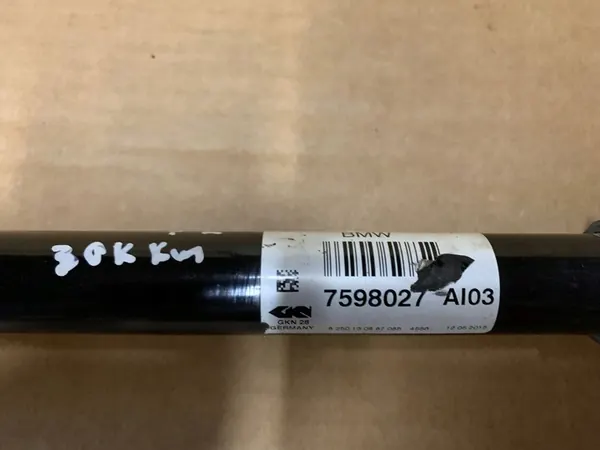 30K Km
BMW
7598027 AI03
GKN 28
GERMANY
12.06.2015